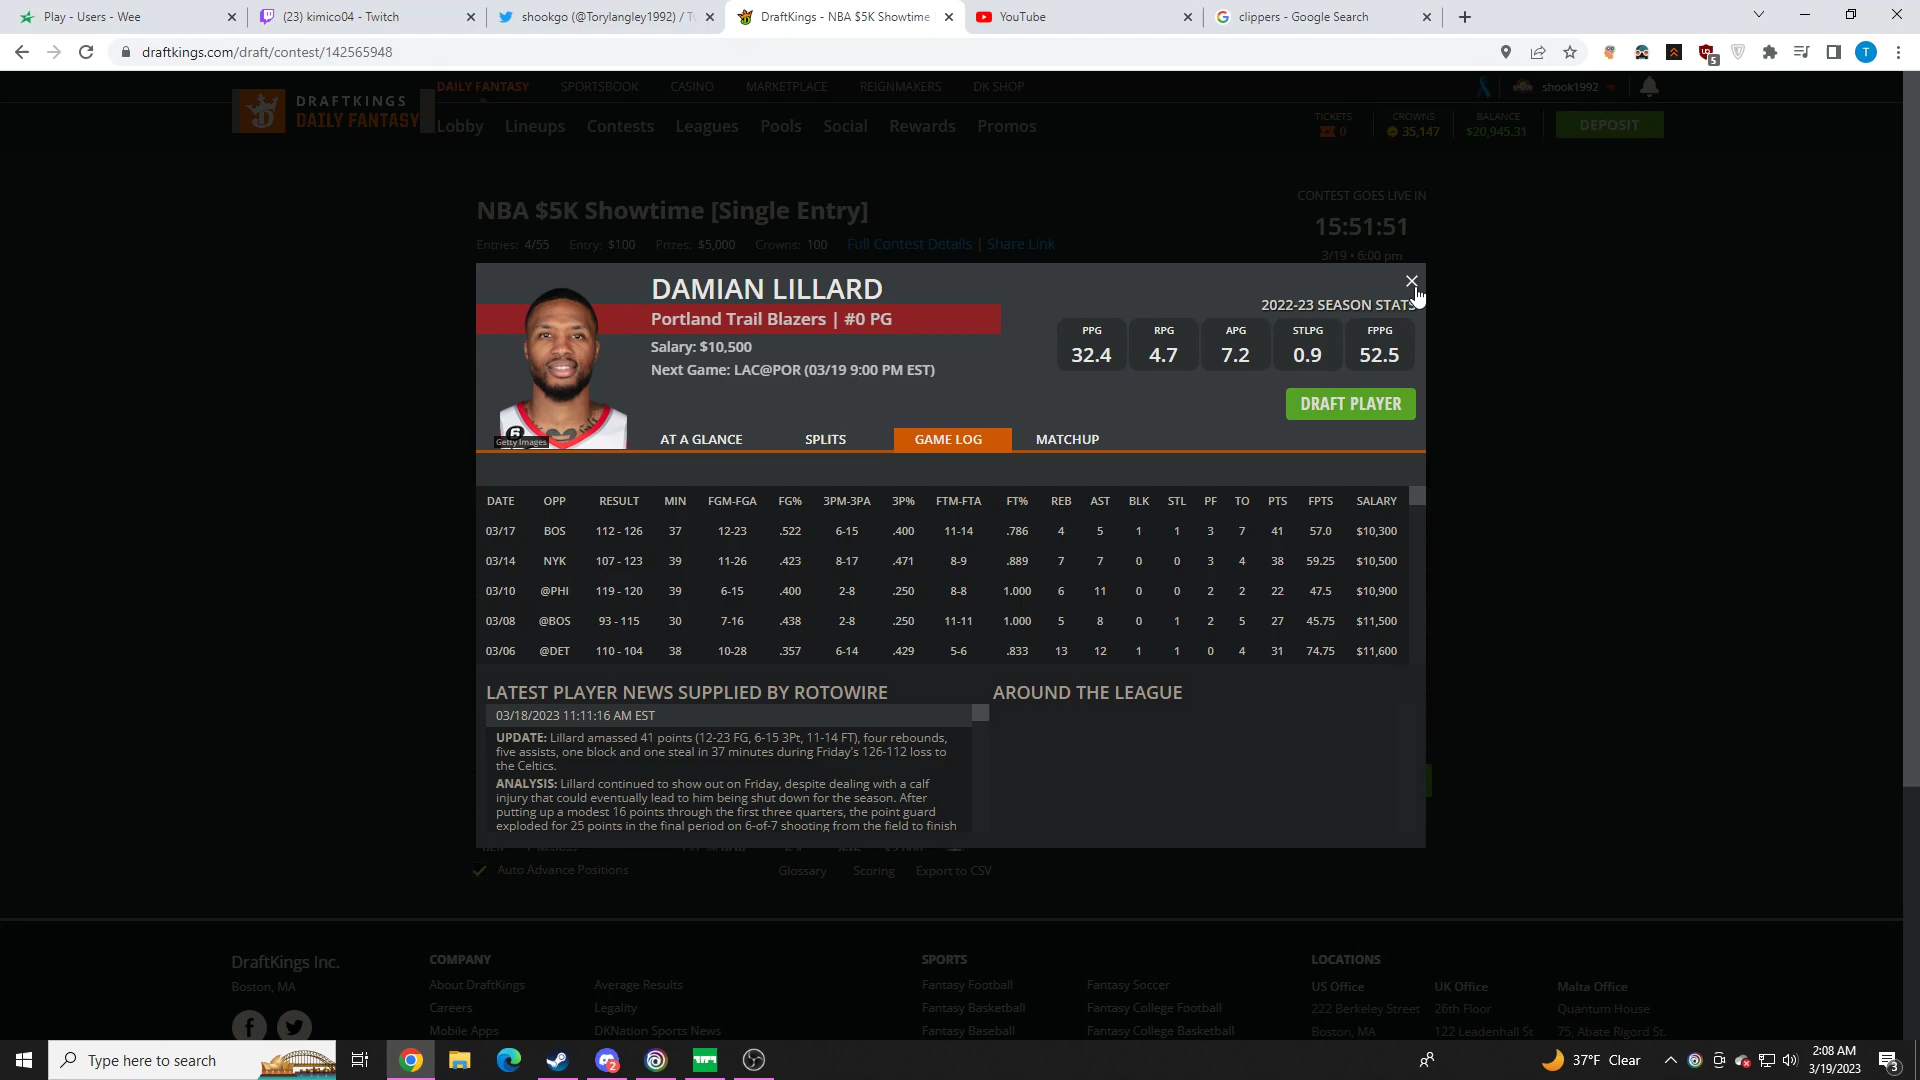 Play - Users - Wee
(23) kimico04 - Twitch
shookgo (@Torylangley1992) / T
DraftKings - NBA $5K Showtime
YouTube
clippers - Google Search
draftkings.com/draft/contest/142565948
5
T
DAILY FANTASY
SPORTSBOOK
CASINO
MARKETPLACE
REIGNMAKERS
DK SHOP
shook1992
DRAFTKINGS
DAILY FANTASY
Lobby
Lineups
Contests
Leagues
Pools
Social
Rewards
Promos
TICKETS
0
CROWNS
35,147
BALANCE
$20,945.31
DEPOSIT
NBA $5K Showtime [Single Entry]
CONTEST GOES LIVE IN
15:51:51
3/19 • 6:00 pm
Entries: 4/55 Entry: $100 Prizes: $5,000 Crowns: 100 Full Contest Details | Share Link
DAMIAN LILLARD
Portland Trail Blazers | #0 PG
Salary: $10,500
Next Game: LAC@POR (03/19 9:00 PM EST)
2022-23 SEASON STATS
PPG RPG APG STLPG FPPG
32.4 4.7 7.2 0.9 52.5
DRAFT PLAYER
6
Getty Images
AT A GLANCE
SPLITS
GAME LOG
MATCHUP
DATE OPP RESULT MIN FGM-FGA FG% 3PM-3PA 3P% FTM-FTA FT% REB AST BLK STL PF TO PTS FPTS SALARY
03/17 BOS 112 - 126 37 12-23 .522 6-15 .400 11-14 .786 4 5 1 1 3 7 41 57.0 $10,300
03/14 NYK 107 - 123 39 11-26 .423 8-17 .471 8-9 .889 7 7 0 0 3 4 38 59.25 $10,500
03/10 @PHI 119 - 120 39 6-15 .400 2-8 .250 8-8 1.000 6 11 0 0 2 2 22 47.5 $10,900
03/08 @BOS 93 - 115 30 7-16 .438 2-8 .250 11-11 1.000 5 8 0 1 2 5 27 45.75 $11,500
03/06 @DET 110 - 104 38 10-28 .357 6-14 .429 5-6 .833 13 12 1 1 0 4 31 74.75 $11,600
LATEST PLAYER NEWS SUPPLIED BY ROTOWIRE
AROUND THE LEAGUE
03/18/2023 11:11:16 AM EST
UPDATE: Lillard amassed 41 points (12-23 FG, 6-15 3Pt, 11-14 FT), four rebounds,
five assists, one block and one steal in 37 minutes during Friday's 126-112 loss to
the Celtics.
ANALYSIS: Lillard continued to show out on Friday, despite dealing with a calf
injury that could eventually lead to him being shut down for the season. After
putting up a modest 16 points through the first three quarters, the point guard
exploded for 25 points in the final period on 6-of-7 shooting from the field to finish
Auto Advance Positions
Glossary
Scoring
Export to CSV
DraftKings Inc.
Boston, MA
COMPANY
About DraftKings
Careers
Mobile Apps
Average Results
Legality
DKNation Sports News
SPORTS
Fantasy Football
Fantasy Basketball
Fantasy Baseball
Fantasy Soccer
Fantasy College Football
Fantasy College Basketball
LOCATIONS
US Office
222 Berkeley Street
Boston, MA
UK Office
26th Floor
122 Leadenhall St
Malta Office
Quantum House
75, Abate Rigord St.
Type here to search
2
37°F Clear
2:08 AM
3/19/2023
3